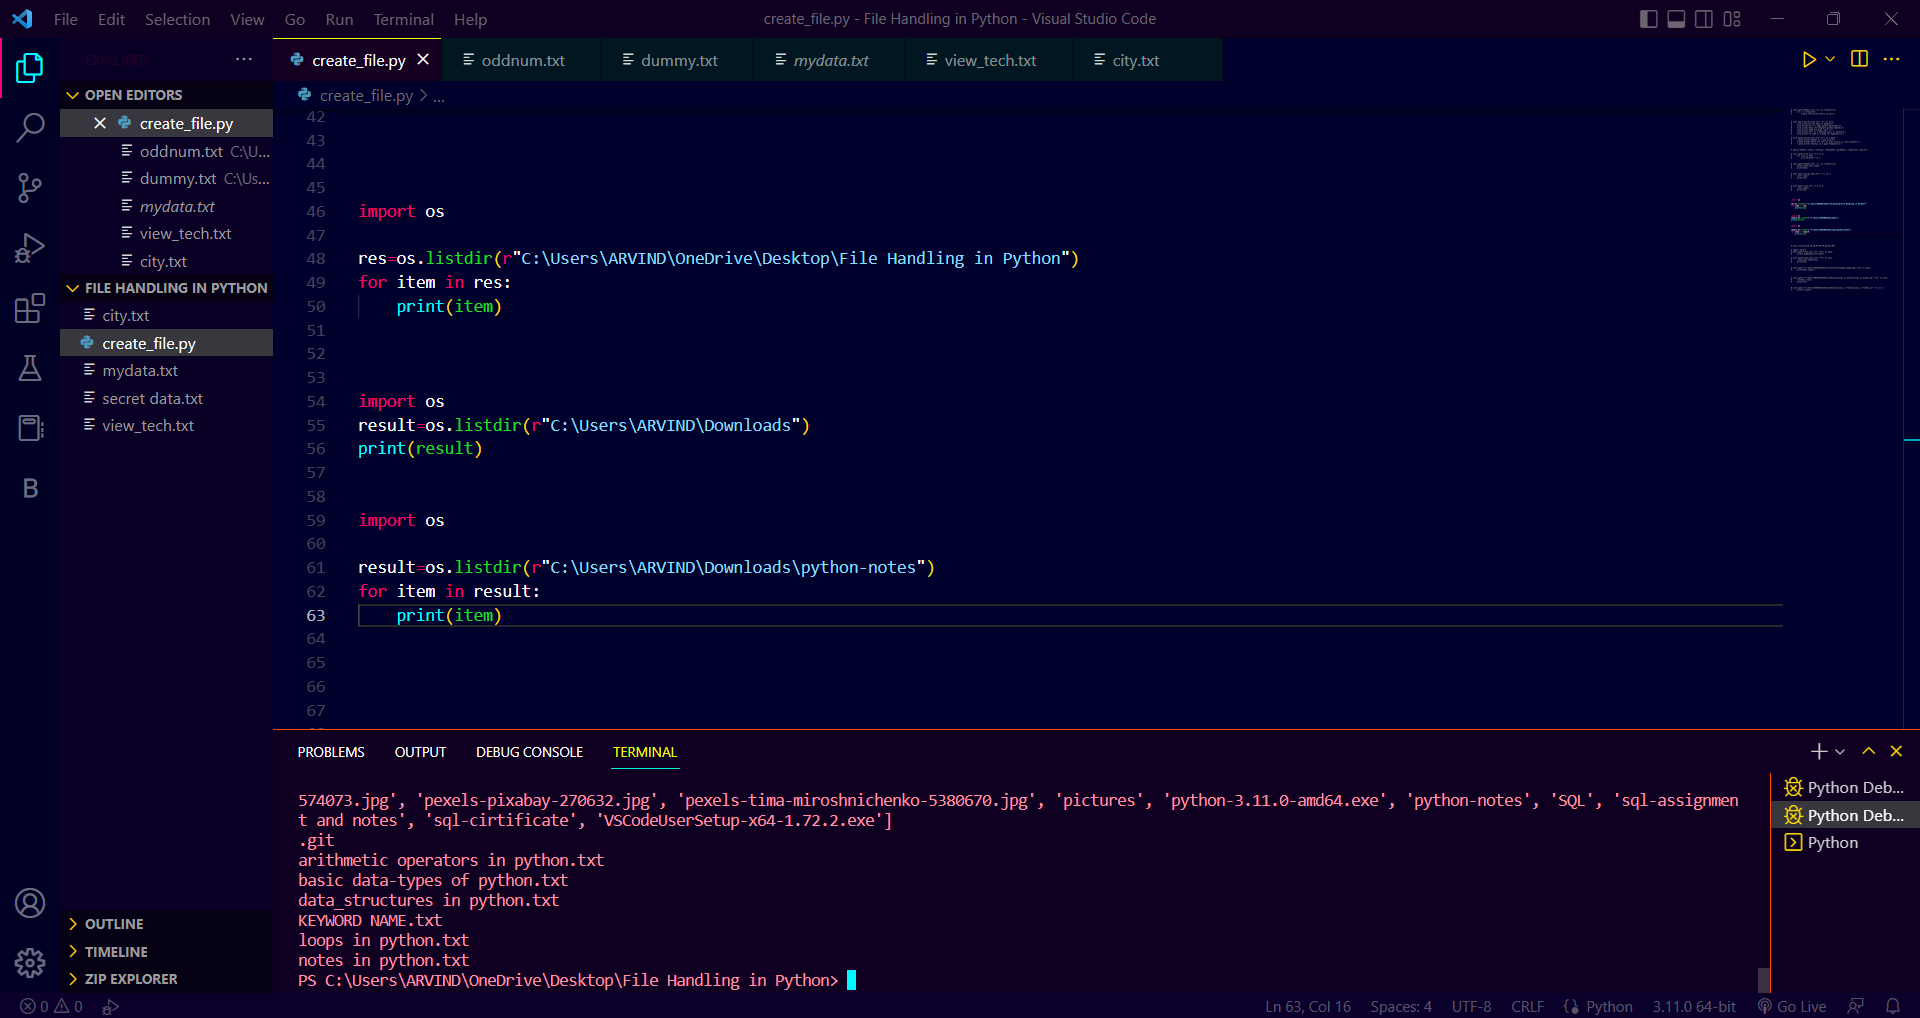 File Edit Selection View Go Run Terminal Help
create_file.py - File Handling in Python - Visual Studio Code
EXPLORER
OPEN EDITORS
create_file.py
oddnum.txt C:\U...
dummy.txt C:\Us...
mydata.txt
view_tech.txt
city.txt
FILE HANDLING IN PYTHON
city.txt
create_file.py
mydata.txt
secret data.txt
view_tech.txt
OUTLINE
TIMELINE
ZIP EXPLORER
create_file.py oddnum.txt dummy.txt mydata.txt view_tech.txt city.txt
create_file.py > ...
42
43
44
45
46 import os
47
48 res=os.listdir(r"C:\Users\ARVIND\OneDrive\Desktop\File Handling in Python")
49 for item in res:
50     print(item)
51
52
53
54 import os
55 result=os.listdir(r"C:\Users\ARVIND\Downloads")
56 print(result)
57
58
59 import os
60
61 result=os.listdir(r"C:\Users\ARVIND\Downloads\python-notes")
62 for item in result:
63     print(item)
64
65
66
67
PROBLEMS OUTPUT DEBUG CONSOLE TERMINAL
574073.jpg', 'pexels-pixabay-270632.jpg', 'pexels-tima-miroshnichenko-5380670.jpg', 'pictures', 'python-3.11.0-amd64.exe', 'python-notes', 'SQL', 'sql-assignmen
t and notes', 'sql-cirtificate', 'VSCodeUserSetup-x64-1.72.2.exe']
.git
arithmetic operators in python.txt
basic data-types of python.txt
data_structures in python.txt
KEYWORD NAME.txt
loops in python.txt
notes in python.txt
PS C:\Users\ARVIND\OneDrive\Desktop\File Handling in Python>
Python Deb...
Python Deb...
Python
0 0
Ln 63, Col 16 Spaces: 4 UTF-8 CRLF Python 3.11.0 64-bit Go Live